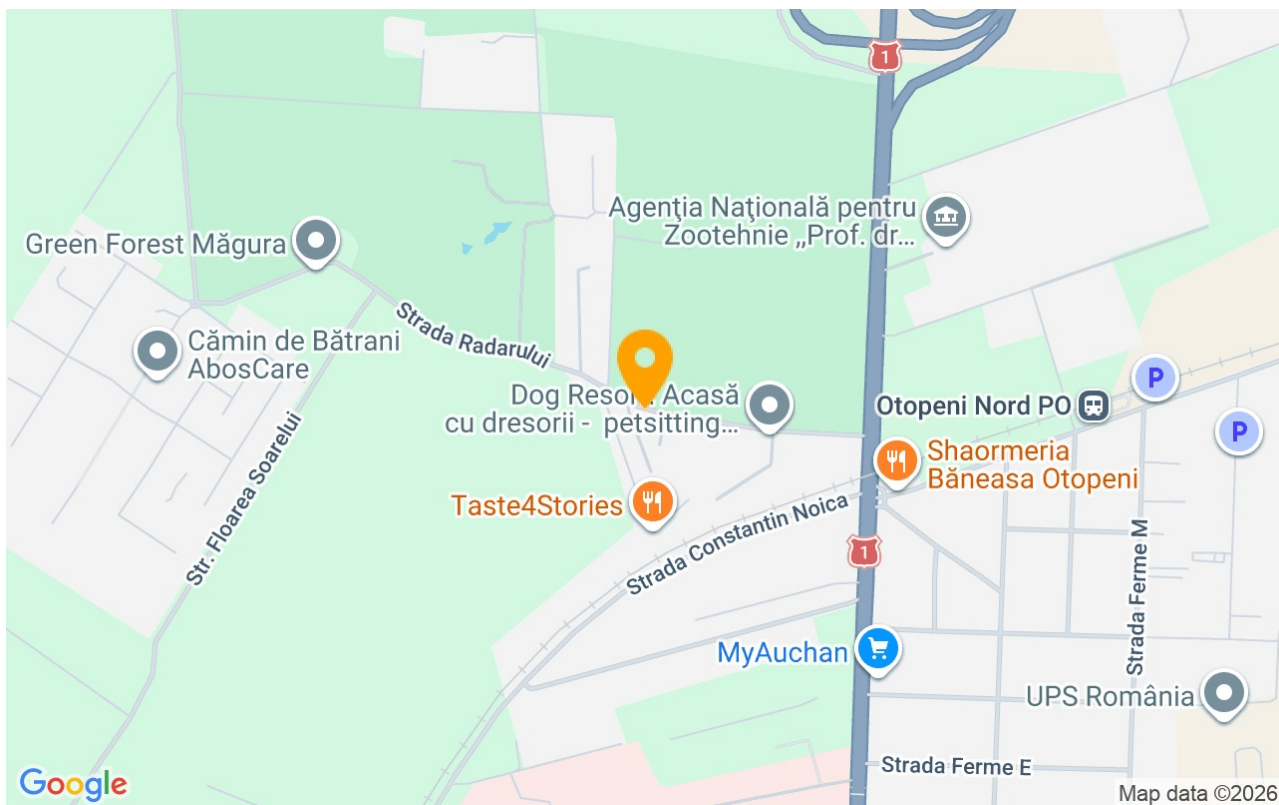 1
Agenția Națională pentru
Zootehnie „Prof. dr...
Green Forest Măgura
Strada Radarului
Cămin de Bătrani
AbosCare
P
Dog Resort Acasă
cu dresorii - petsitting...
Otopeni Nord PO
P
Shaormeria
Băneasa Otopeni
Taste4Stories
Strada Constantin Noica
Str. Floarea Soarelui
1
Strada Ferme M
MyAuchan
UPS România
Strada Ferme E
Google
Map data ©2026